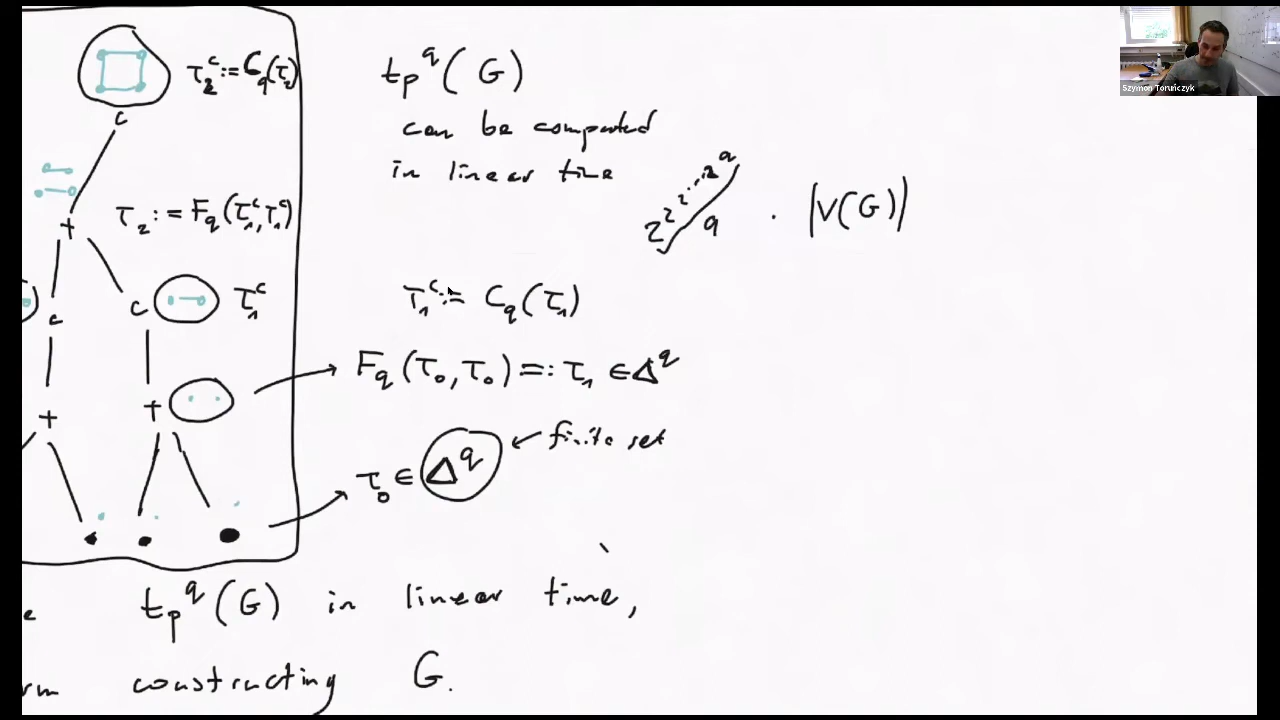 τ₂ᶜ := C_q(τ₂)
c
+
τ₂ := F_q(τ₁ᶜ, τ₁ᶜ)
c c τ₁ᶜ
+ +
tp^q(G)
can be computed
in linear time
2^{2^{2^{⋰^{2^q}}}} q · |V(G)|
τ₁ᶜ := C_q(τ₁)
F_q(τ₀, τ₀) =: τ₁ ∈ Δ^q
τ₀ ∈ Δ^q ← finite set
tp^q(G) in linear time,
constructing G.
Szymon Toruńczyk